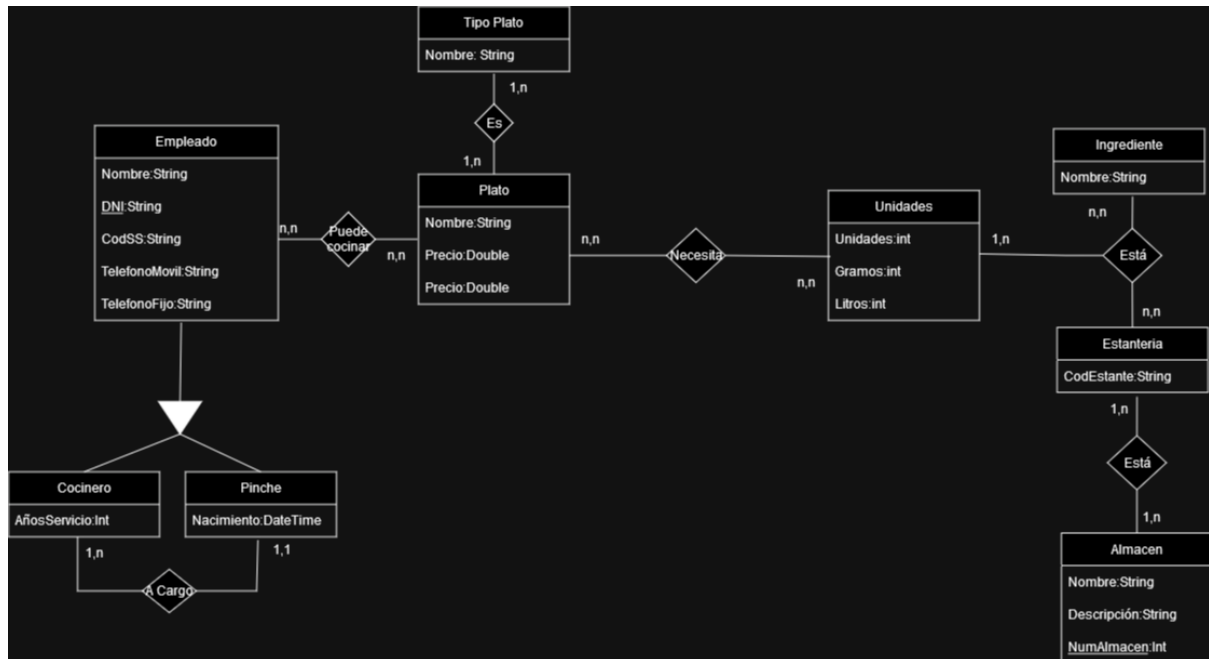 Tipo Plato
Nombre: String
1,n
Es
1,n
Empleado
Nombre:String
DNI:String
CodSS:String
TelefonoMovil:String
TelefonoFijo:String
n,n
Puede
cocinar
n,n
Plato
Nombre:String
Precio:Double
Precio:Double
n,n
Necesita
n,n
Unidades
Unidades:int
Gramos:int
Litros:int
1,n
Ingrediente
Nombre:String
n,n
Está
n,n
Estanteria
CodEstante:String
1,n
Está
1,n
Almacen
Nombre:String
Descripción:String
NumAlmacen:Int
Cocinero
AñosServicio:Int
1,n
Pinche
Nacimiento:DateTime
1,1
A Cargo